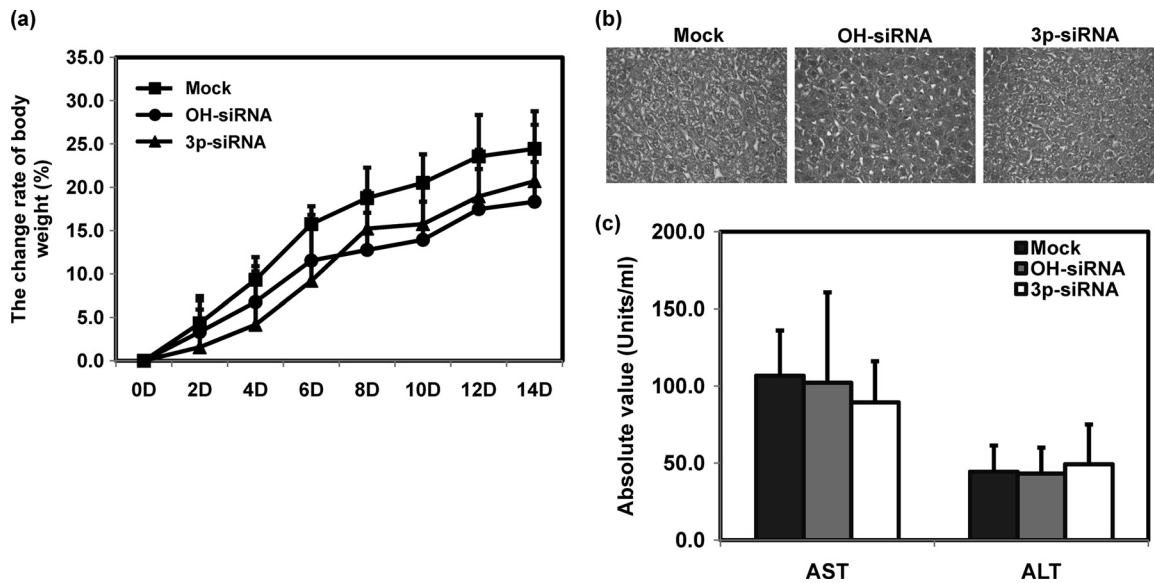 (a)
The change rate of body
weight (%)
35.0
30.0
25.0
20.0
15.0
10.0
5.0
0.0
Mock
OH-siRNA
3p-siRNA
0D 2D 4D 6D 8D 10D 12D 14D
(b)
Mock OH-siRNA 3p-siRNA
(c)
Absolute value (Units/ml)
200.0
150.0
100.0
50.0
0.0
Mock
OH-siRNA
3p-siRNA
AST ALT